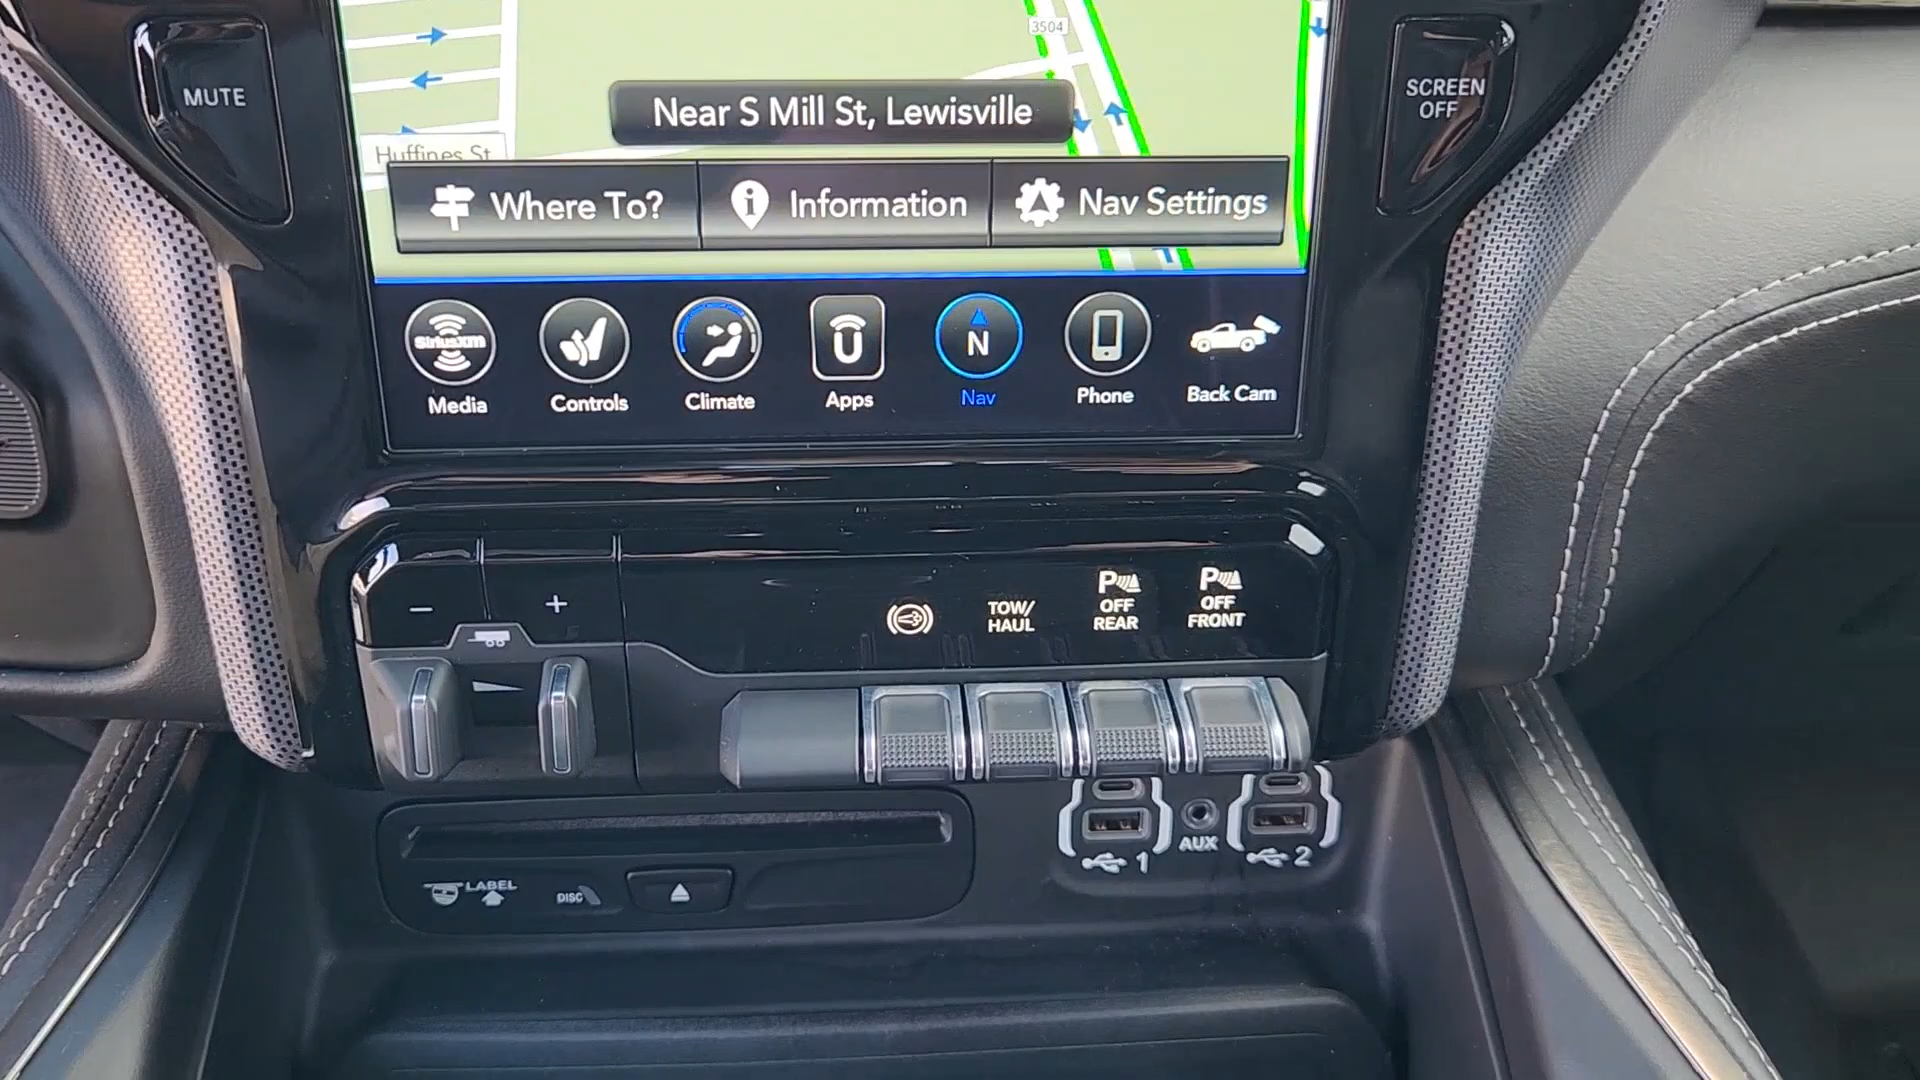 3504
MUTE
SCREEN
OFF
Near S Mill St, Lewisville
Huffines St
Where To?
Information
Nav Settings
SiriusXM
N
Media
Controls
Climate
Apps
Nav
Phone
Back Cam
− +
TOW/
HAUL
P
OFF
REAR
P
OFF
FRONT
1
AUX
2
LABEL
DISC